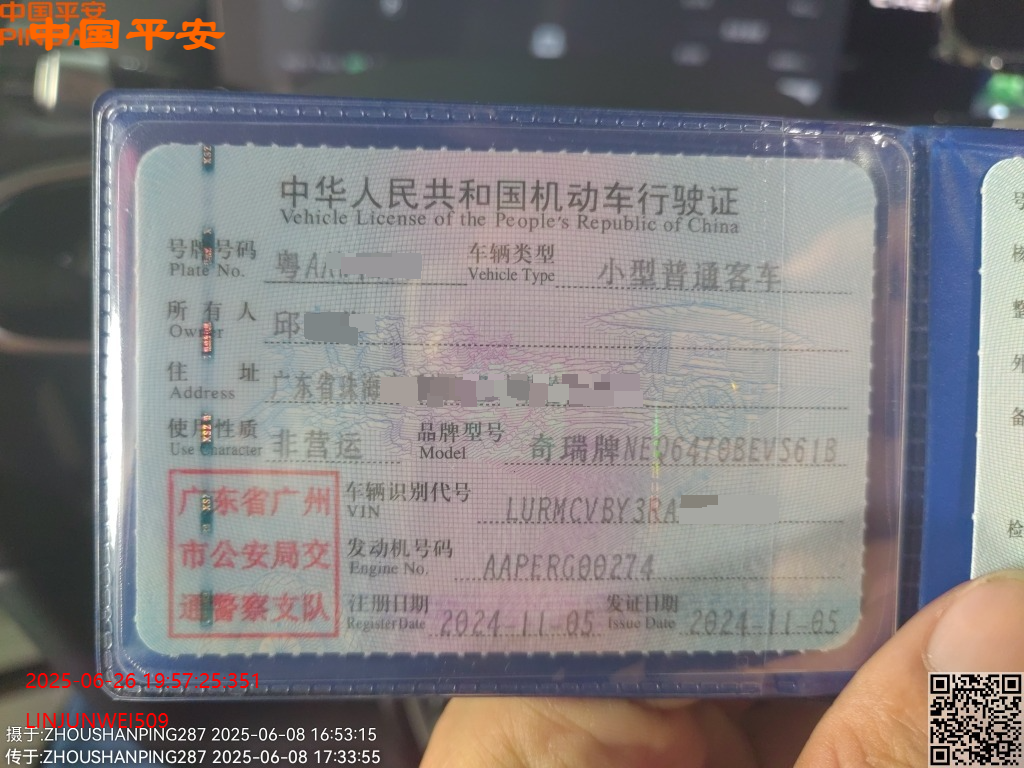 中国平安
中国平安
中华人民共和国机动车行驶证
Vehicle License of the People's Republic of China
号牌号码 粤A 车辆类型 小型普通客车
Plate No. Vehicle Type
所有人 邱
Owner
住址 广东省珠海
Address
使用性质 非营运 品牌型号 奇瑞牌NEQ6470BEVS61B
Use Character Model
广东省广州
市公安局交
通警察支队
车辆识别代号 LURMCVBY3RA
VIN
发动机号码 AAPERG00274
Engine No.
注册日期 2024-11-05 发证日期 2024-11-05
Register Date Issue Date
号
核
整
外
备
检
2025-06-26 19:57:25.351
LINJUNWEI509
摄于:ZHOUSHANPING287 2025-06-08 16:53:15
传于:ZHOUSHANPING287 2025-06-08 17:33:55